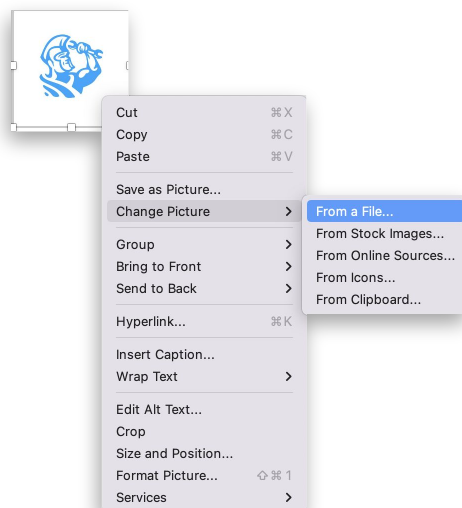 Cut ⌘X
Copy ⌘C
Paste ⌘V
Save as Picture...
Change Picture
From a File...
From Stock Images...
From Online Sources...
From Icons...
From Clipboard...
Group
Bring to Front
Send to Back
Hyperlink... ⌘K
Insert Caption...
Wrap Text
Edit Alt Text...
Crop
Size and Position...
Format Picture... ⇧⌘1
Services